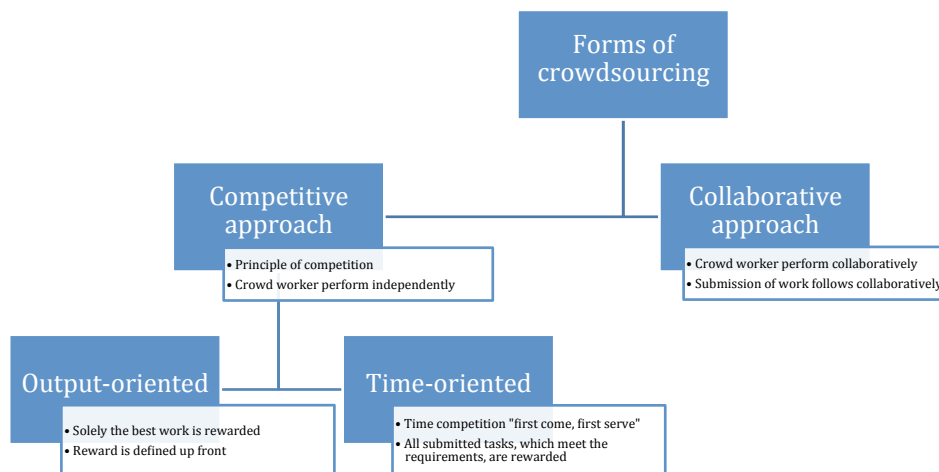 Forms of
crowdsourcing
Competitive
approach
• Principle of competition
• Crowd worker perform independently
Collaborative
approach
• Crowd worker perform collaboratively
• Submission of work follows collaboratively
Output-oriented
• Solely the best work is rewarded
• Reward is defined up front
Time-oriented
• Time competition "first come, first serve"
• All submitted tasks, which meet the
requirements, are rewarded